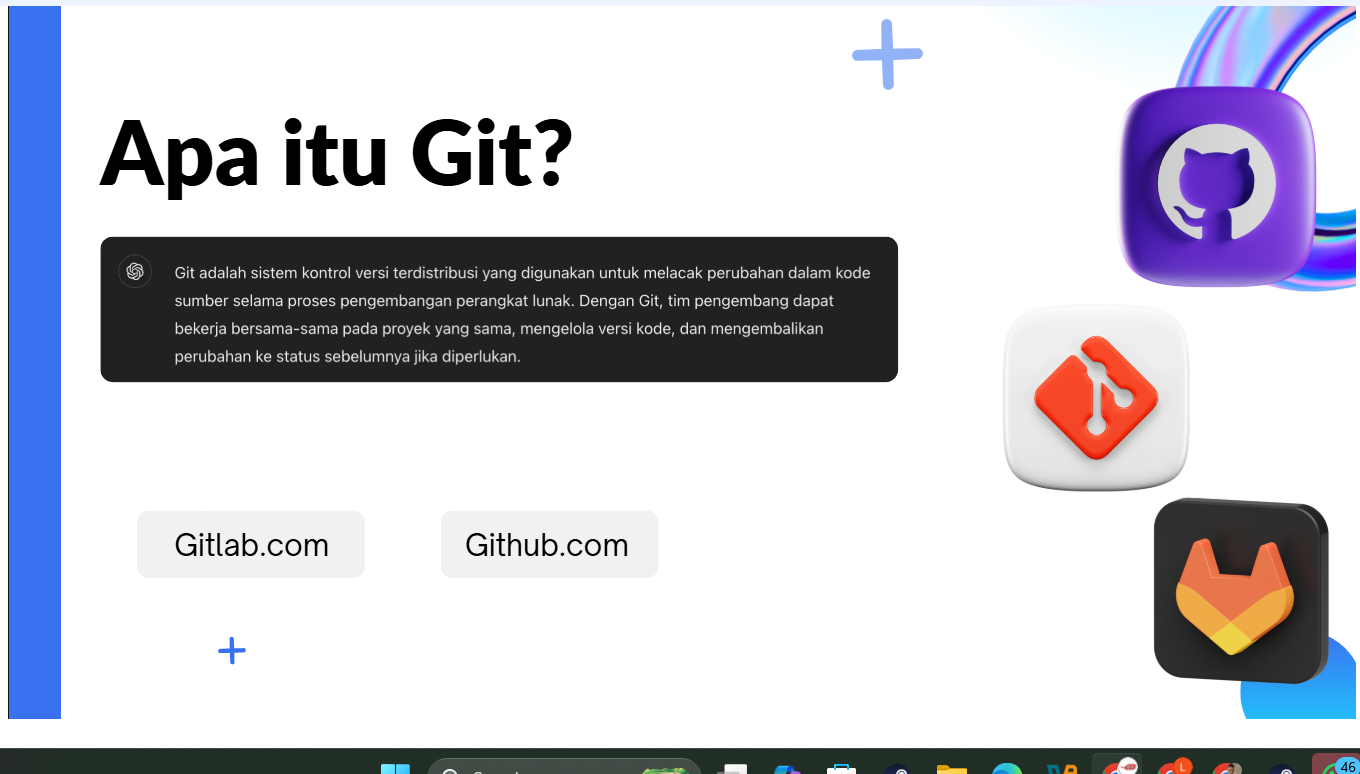 Apa itu Git?
Git adalah sistem kontrol versi terdistribusi yang digunakan untuk melacak perubahan dalam kode
sumber selama proses pengembangan perangkat lunak. Dengan Git, tim pengembang dapat
bekerja bersama-sama pada proyek yang sama, mengelola versi kode, dan mengembalikan
perubahan ke status sebelumnya jika diperlukan.
Gitlab.com
Github.com
L
46